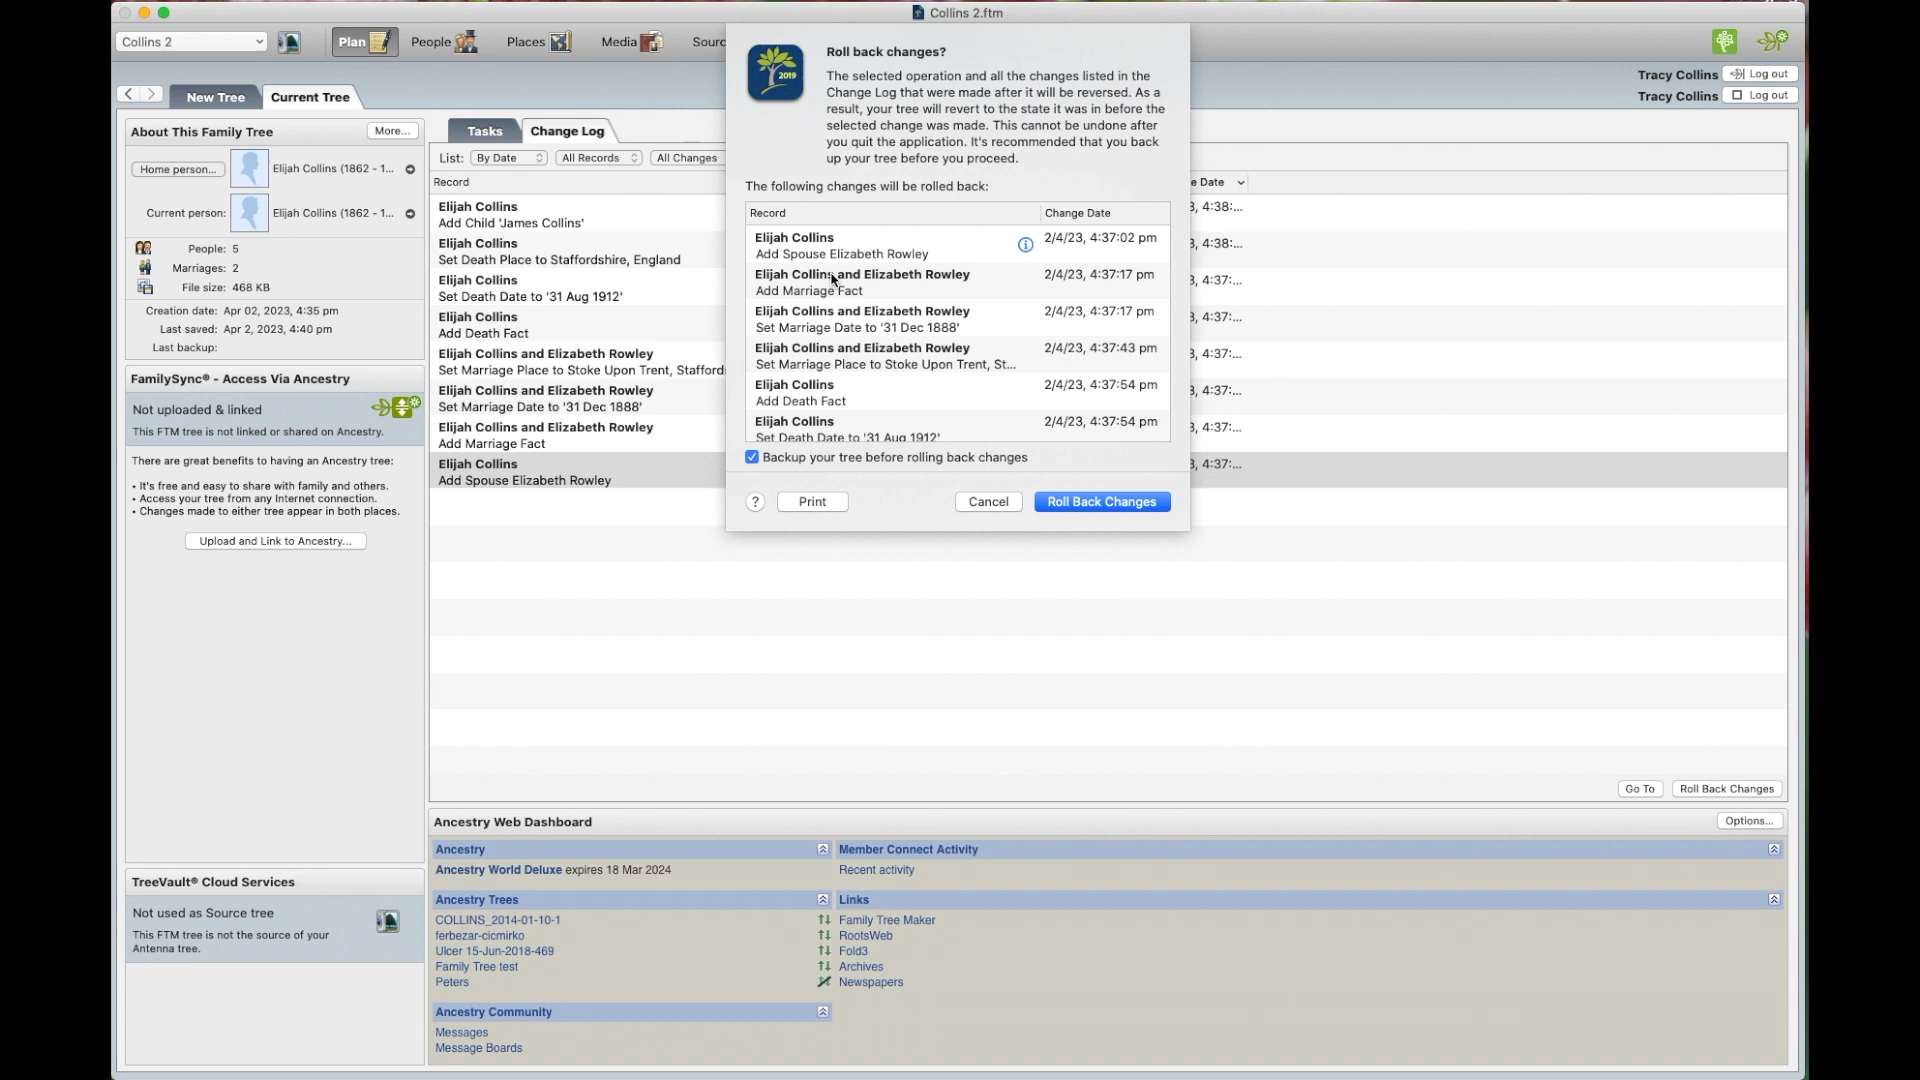 Collins 2.ftm
Collins 2
Plan
People
Places
Media
Sourc
Tracy Collins
Log out
Tracy Collins
Log out
New Tree
Current Tree
About This Family Tree
More...
Home person...
Elijah Collins (1862 - 1...
Current person:
Elijah Collins (1862 - 1...
People: 5
Marriages: 2
File size: 468 KB
Creation date: Apr 02, 2023, 4:35 pm
Last saved: Apr 2, 2023, 4:40 pm
Last backup:
FamilySync® - Access Via Ancestry
Not uploaded & linked
This FTM tree is not linked or shared on Ancestry.
There are great benefits to having an Ancestry tree:
• It's free and easy to share with family and others.
• Access your tree from any Internet connection.
• Changes made to either tree appear in both places.
Upload and Link to Ancestry...
TreeVault® Cloud Services
Not used as Source tree
This FTM tree is not the source of your
Antenna tree.
Tasks
Change Log
List:
By Date
All Records
All Changes
Record
e Date
Elijah Collins
Add Child 'James Collins'
3, 4:38:...
Elijah Collins
Set Death Place to Staffordshire, England
3, 4:38:...
Elijah Collins
Set Death Date to '31 Aug 1912'
3, 4:37:...
Elijah Collins
Add Death Fact
3, 4:37:...
Elijah Collins and Elizabeth Rowley
Set Marriage Place to Stoke Upon Trent, Stafford
3, 4:37:...
Elijah Collins and Elizabeth Rowley
Set Marriage Date to '31 Dec 1888'
3, 4:37:...
Elijah Collins and Elizabeth Rowley
Add Marriage Fact
3, 4:37:...
Elijah Collins
Add Spouse Elizabeth Rowley
3, 4:37:...
2019
Roll back changes?
The selected operation and all the changes listed in the
Change Log that were made after it will be reversed. As a
result, your tree will revert to the state it was in before the
selected change was made. This cannot be undone after
you quit the application. It's recommended that you back
up your tree before you proceed.
The following changes will be rolled back:
Record
Change Date
Elijah Collins
2/4/23, 4:37:02 pm
Add Spouse Elizabeth Rowley
Elijah Collins and Elizabeth Rowley
2/4/23, 4:37:17 pm
Add Marriage Fact
Elijah Collins and Elizabeth Rowley
2/4/23, 4:37:17 pm
Set Marriage Date to '31 Dec 1888'
Elijah Collins and Elizabeth Rowley
2/4/23, 4:37:43 pm
Set Marriage Place to Stoke Upon Trent, St...
Elijah Collins
2/4/23, 4:37:54 pm
Add Death Fact
Elijah Collins
2/4/23, 4:37:54 pm
Set Death Date to '31 Aug 1912'
Backup your tree before rolling back changes
?
Print
Cancel
Roll Back Changes
Go To
Roll Back Changes
Ancestry Web Dashboard
Options...
Ancestry
Ancestry World Deluxe expires 18 Mar 2024
Ancestry Trees
COLLINS_2014-01-10-1
ferbezar-cicmirko
Ulcer 15-Jun-2018-469
Family Tree test
Peters
Ancestry Community
Messages
Message Boards
Member Connect Activity
Recent activity
Links
Family Tree Maker
RootsWeb
Fold3
Archives
Newspapers